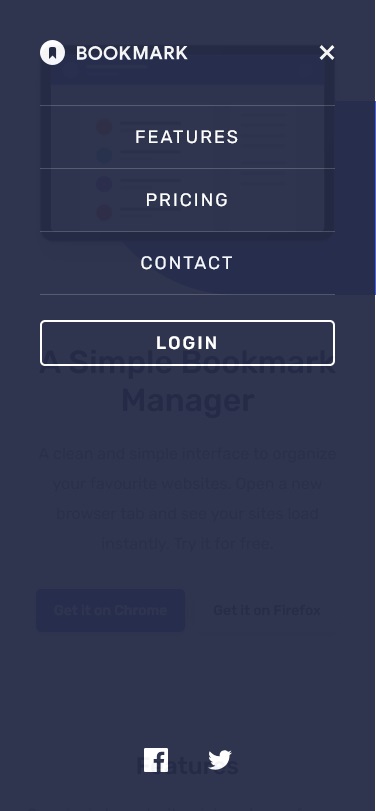 BOOKMARK
FEATURES
PRICING
CONTACT
LOGIN
A Simple Bookmark
Manager
A clean and simple interface to organize
your favourite websites. Open a new
browser tab and see your sites load
instantly. Try it for free.
Get it on Chrome
Get it on Firefox
Features